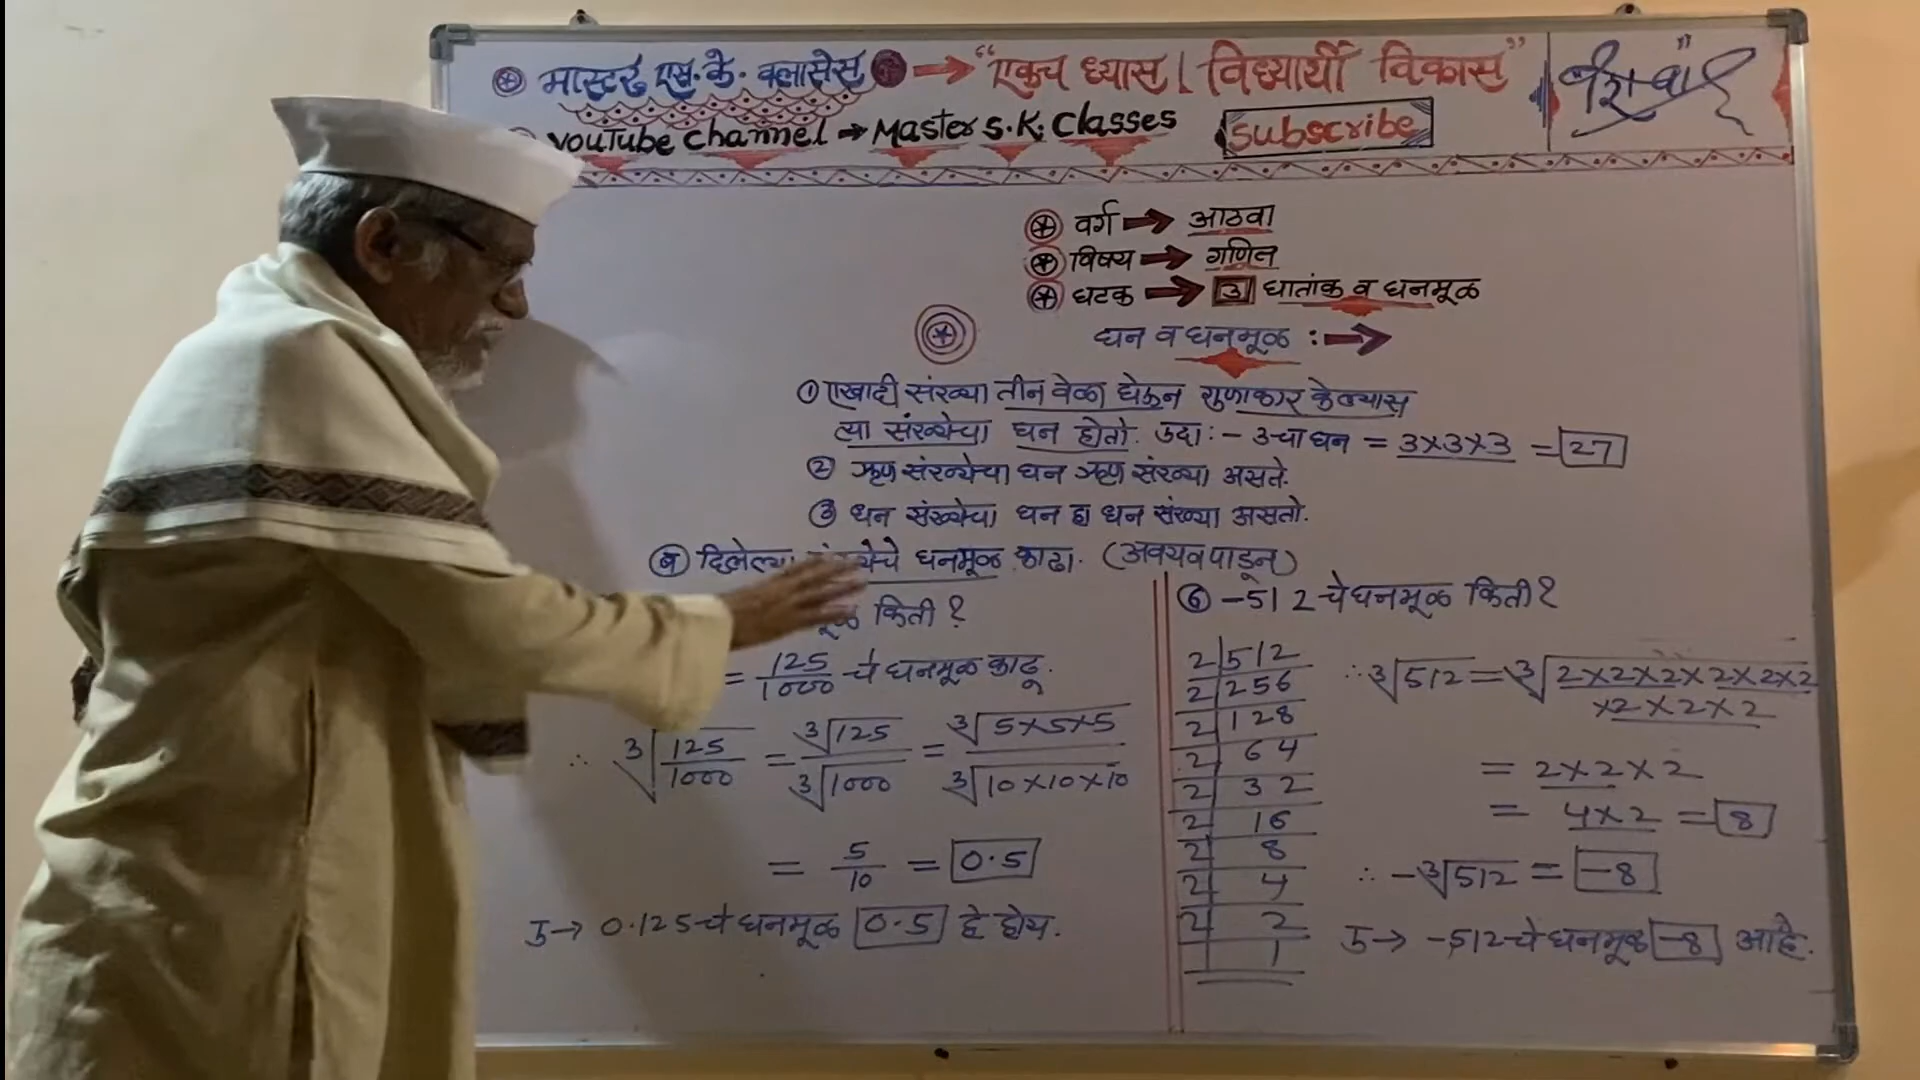 मास्टर एस. के. क्लासेस → "एकच ध्यास। विद्यार्थी विकास"
YouTube Channel → Master S.K. Classes Subscribe
वर्ग → आठवा
विषय → गणित
घटक → 3 घातांक व घनमूळ
घन व घनमूळ : →
① एखादी संख्या तीन वेळा घेऊन गुणाकार केल्यास
त्या संख्येचा घन होतो. उदा:- 3चा घन = 3×3×3 = 27
② ऋण संख्येचा घन ऋण संख्या असते.
③ धन संख्येचा घन हा धन संख्या असतो.
ब दिलेल्या घनमूळ काढा. (अवयव पाडून)
किती?
= 125/1000 चे घनमूळ काढू.
∴ ∛(125/1000) = ∛125/∛1000 = ∛(5×5×5)/∛(10×10×10)
= 5/10 = 0.5
उ→ 0.125 चे घनमूळ 0.5 हे होय.
⑥ -512 चे घनमूळ किती?
2 512
2 256
2 128
2 64
2 32
2 16
2 8
2 4
2 2
1
∴ ∛512 = ∛(2×2×2×2×2×2
×2×2×2)
= 2×2×2
= 4×2 = 8
∴ -∛512 = -8
उ→ -512 चे घनमूळ -8 आहे.